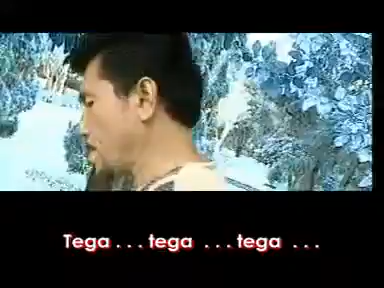 Tega . . . tega . . . tega . . .